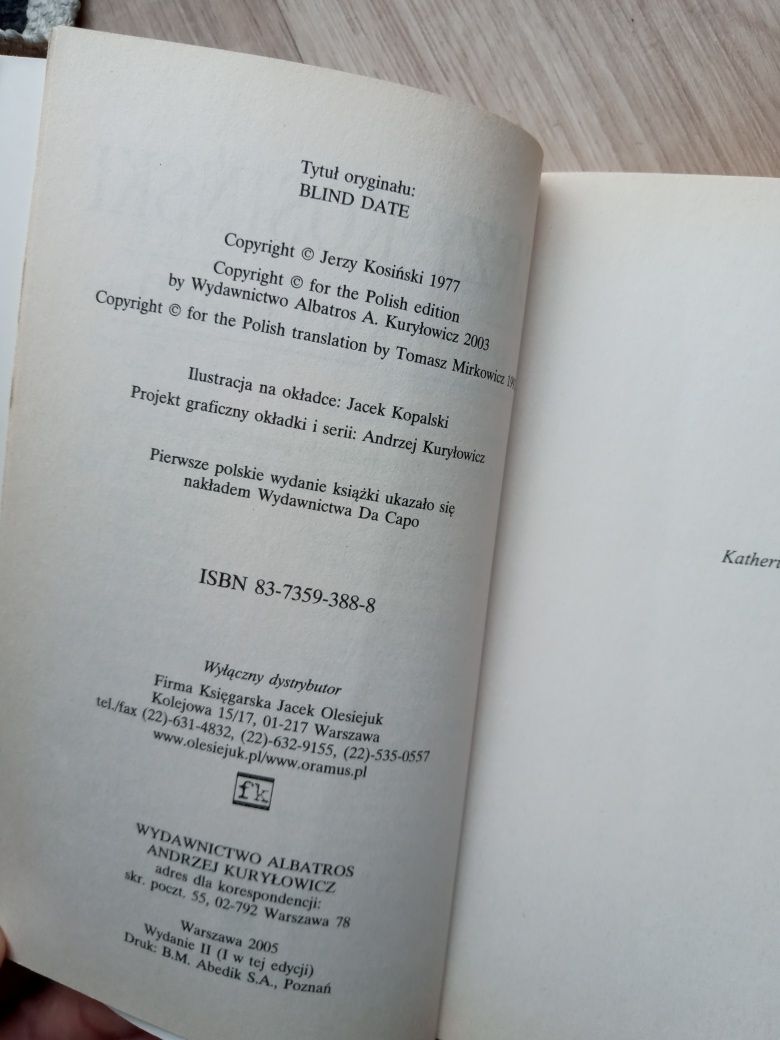 Tytuł oryginału:
BLIND DATE
Copyright © Jerzy Kosiński 1977
Copyright © for the Polish edition
by Wydawnictwo Albatros A. Kuryłowicz 2003
Copyright © for the Polish translation by Tomasz Mirkowicz
Ilustracja na okładce: Jacek Kopalski
Projekt graficzny okładki i serii: Andrzej Kuryłowicz
Pierwsze polskie wydanie książki ukazało się
nakładem Wydawnictwa Da Capo
ISBN 83-7359-388-8
Wyłączny dystrybutor
Firma Księgarska Jacek Olesiejuk
Kolejowa 15/17, 01-217 Warszawa
tel./fax (22)-631-4832, (22)-632-9155, (22)-535-0557
www.olesiejuk.pl/www.oramus.pl
fk
WYDAWNICTWO ALBATROS
ANDRZEJ KURYŁOWICZ
adres dla korespondencji:
skr. poczt. 55, 02-792 Warszawa 78
Warszawa 2005
Wydanie II (I w tej edycji)
Druk: B.M. Abedik S.A., Poznań